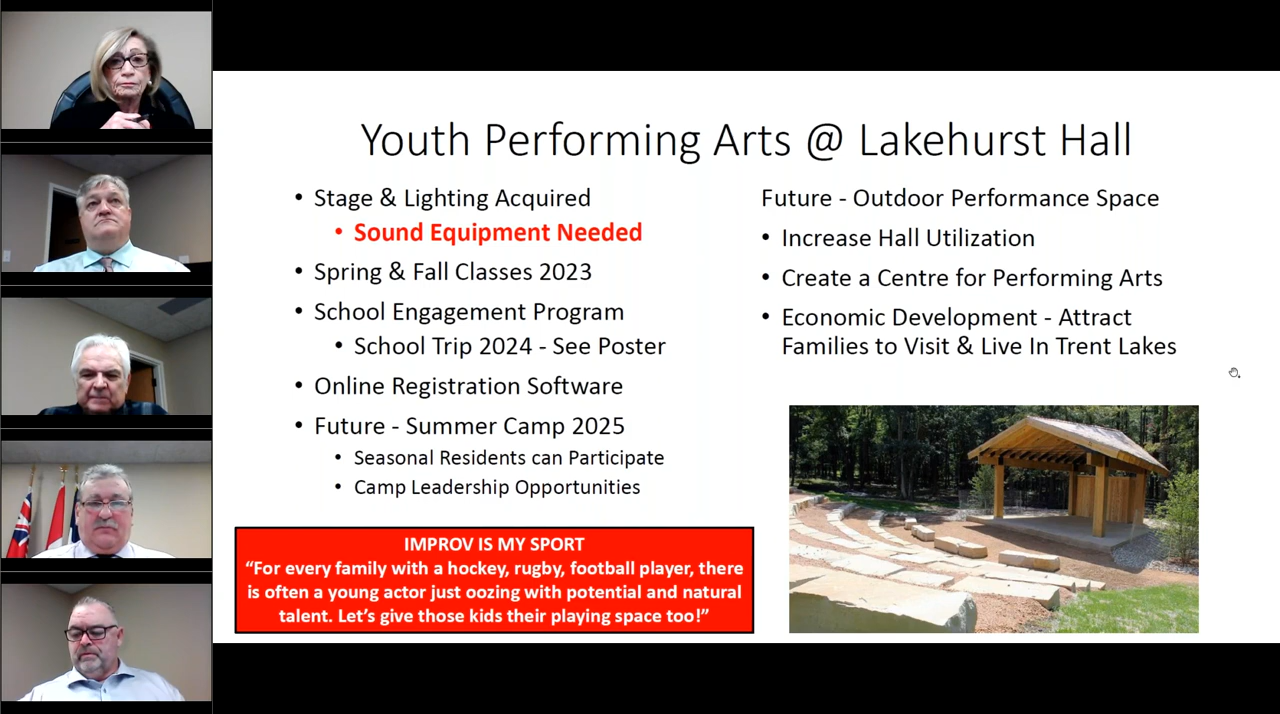 Youth Performing Arts @ Lakehurst Hall
• Stage & Lighting Acquired
• Sound Equipment Needed
• Spring & Fall Classes 2023
• School Engagement Program
• School Trip 2024 - See Poster
• Online Registration Software
• Future - Summer Camp 2025
• Seasonal Residents can Participate
• Camp Leadership Opportunities
IMPROV IS MY SPORT
“For every family with a hockey, rugby, football player, there
is often a young actor just oozing with potential and natural
talent. Let’s give those kids their playing space too!”
Future - Outdoor Performance Space
• Increase Hall Utilization
• Create a Centre for Performing Arts
• Economic Development - Attract
Families to Visit & Live In Trent Lakes